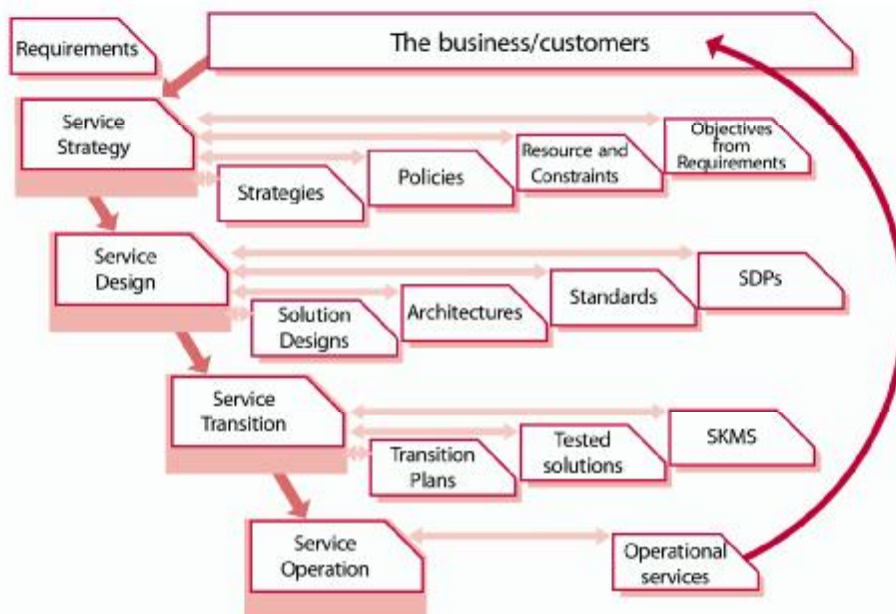 Requirements
The business/customers
Service
Strategy
Strategies
Policies
Resource and
Constraints
Objectives
from
Requirements
Service
Design
Solution
Designs
Architectures
Standards
SDPs
Service
Transition
Transition
Plans
Tested
solutions
SKMS
Service
Operation
Operational
services